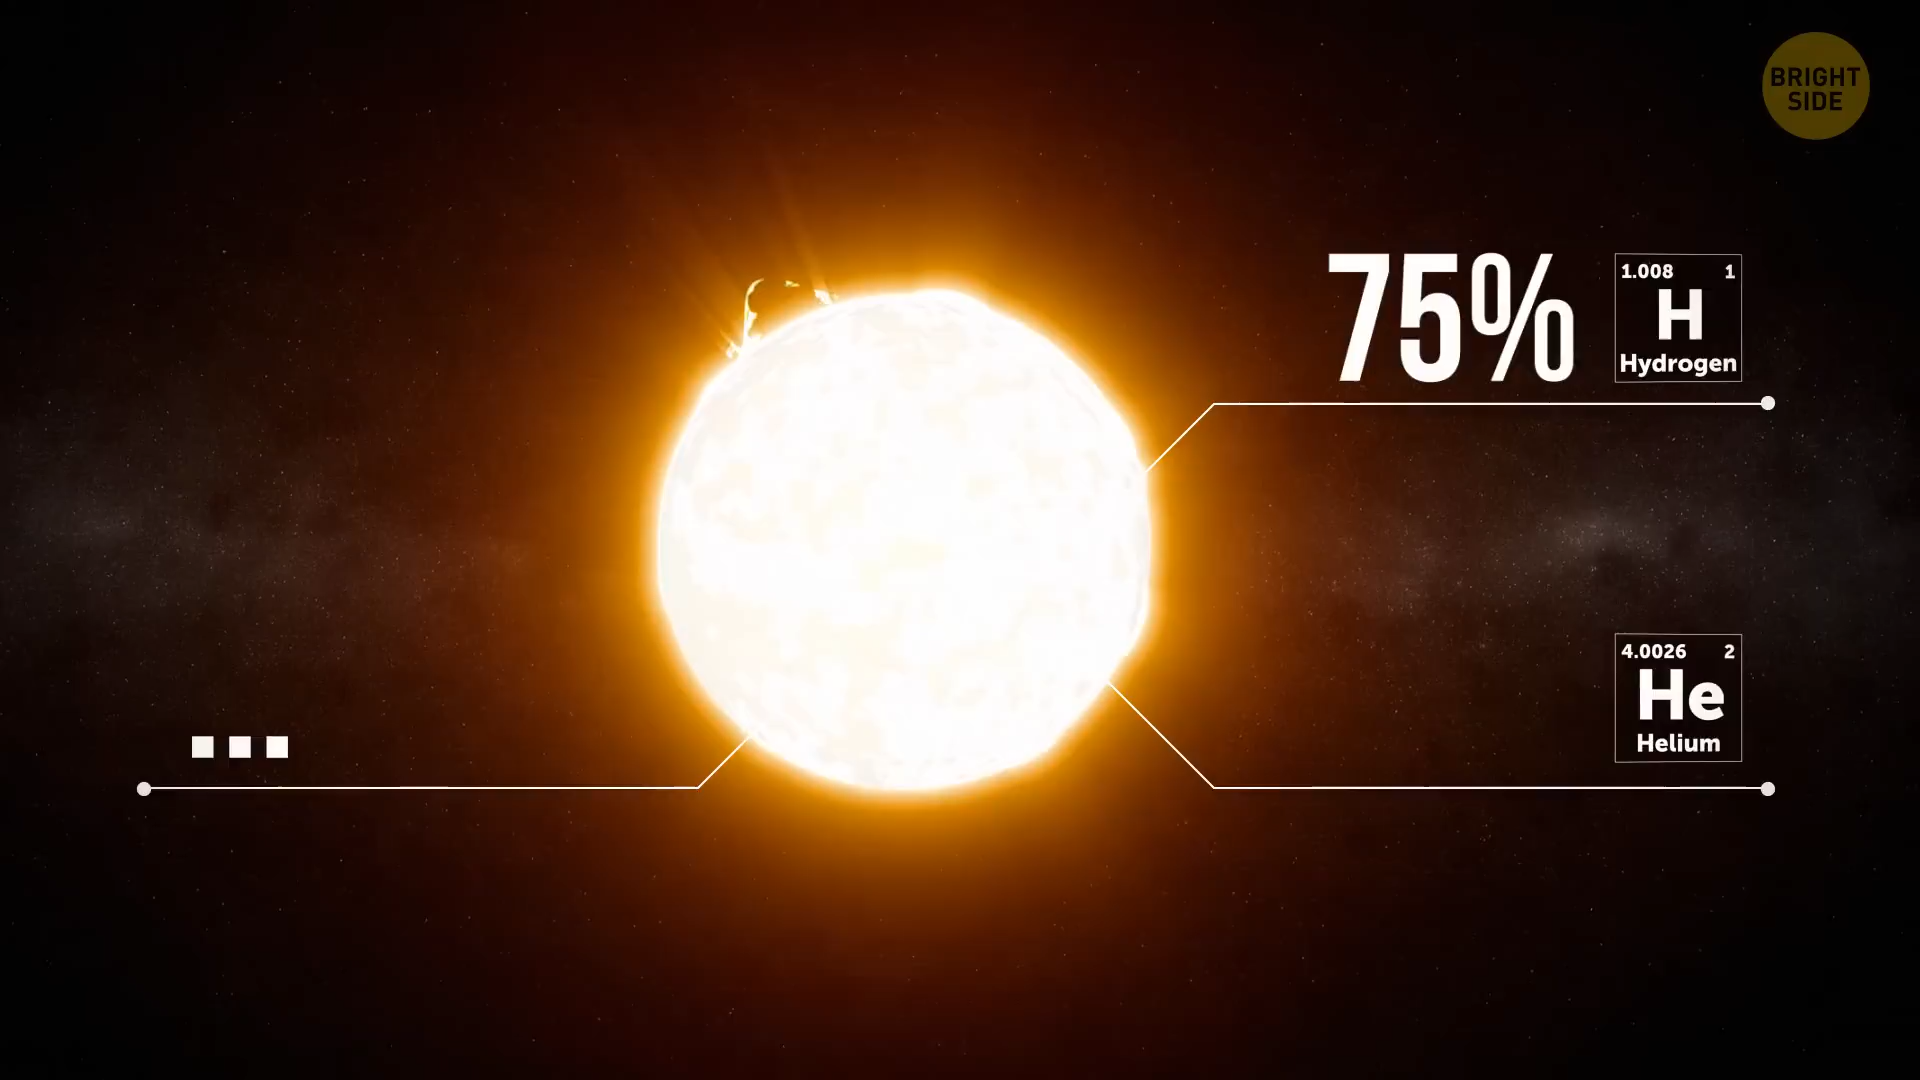 BRIGHT
SIDE
75%
1.008 1
H
Hydrogen
4.0026 2
He
Helium